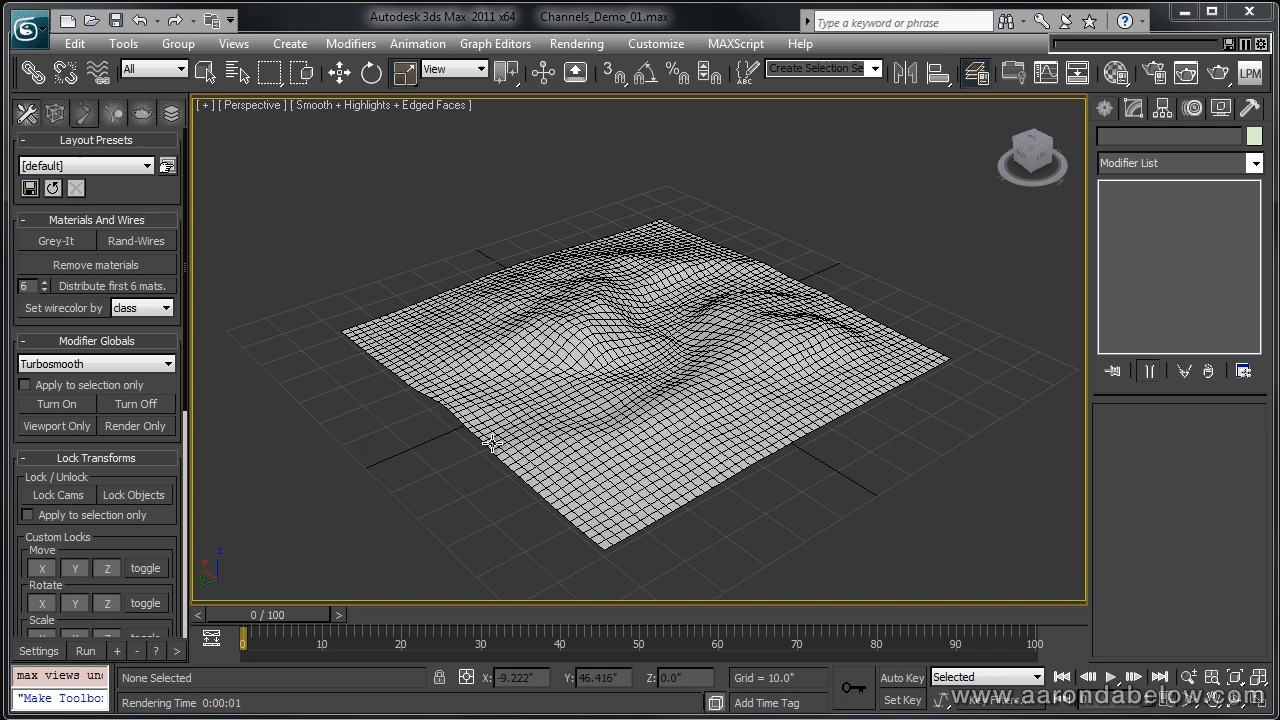 Autodesk 3ds Max 2011 x64 Channels_Demo_01.max
Type a keyword or phrase
Edit Tools Group Views Create Modifiers Animation Graph Editors Rendering Customize MAXScript Help
All View 3 Create Selection Se LPM
[ + ] [ Perspective ] [ Smooth + Highlights + Edged Faces ]
Layout Presets
[default]
Materials And Wires
Grey-It Rand-Wires
Remove materials
6 Distribute first 6 mats.
Set wirecolor by class
Modifier Globals
Turbosmooth
Apply to selection only
Turn On Turn Off
Viewport Only Render Only
Lock Transforms
Lock / Unlock
Lock Cams Lock Objects
Apply to selection only
Custom Locks
Move
X Y Z toggle
Rotate
X Y Z toggle
Scale
Settings Run + - ? >
Modifier List
z
y
< 0 / 100 >
0 10 20 30 40 50 60 70 80 90 100
max views und
"Make Toolbo:
None Selected
X: -9.222" Y: 46.416" Z: 0.0"
Grid = 10.0"
Auto Key Selected
Rendering Time 0:00:01
Add Time Tag
Set Key Key Filters...
www.aarondabelow.com